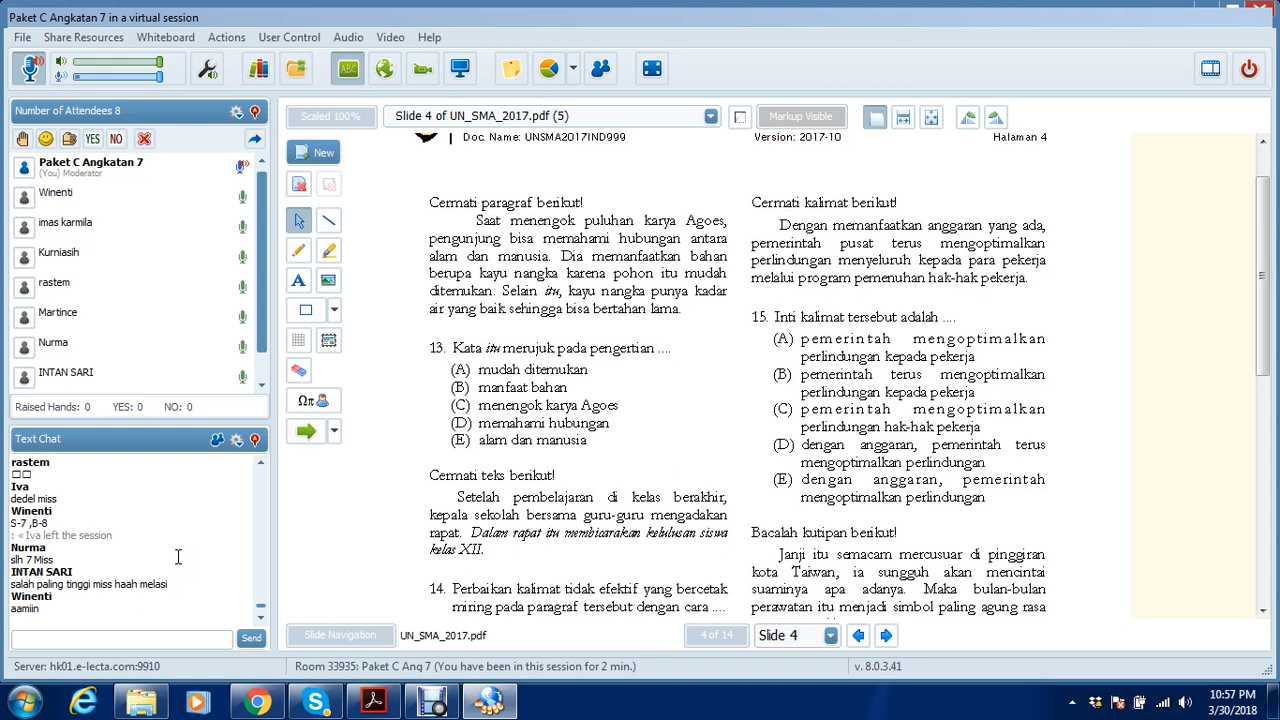 Paket C Angkatan 7 in a virtual session
File Share Resources Whiteboard Actions User Control Audio Video Help
ABC
Number of Attendees 8
YES NO
Paket C Angkatan 7
(You) Moderator
Winenti
imas karmila
Kurniasih
rastem
Martince
Nurma
INTAN SARI
Raised Hands: 0 YES: 0 NO: 0
Text Chat
rastem
Iva
dedel miss
Winenti
S-7 ,B-8
: « Iva left the session
Nurma
slh 7 Miss
INTAN SARI
salah paling tinggi miss haah melasi
Winenti
aamiin
Send
Scaled 100%
Slide 4 of UN_SMA_2017.pdf (5)
Markup Visible
New
A
Ωπ
Doc. Name: UNSMA2017IND999
Version: 2017-10
Halaman 4
Cermati paragraf berikut!
Saat menengok puluhan karya Agoes,
pengunjung bisa memahami hubungan antara
alam dan manusia. Dia memanfaatkan bahan
berupa kayu nangka karena pohon itu mudah
ditemukan. Selain itu, kayu nangka punya kadar
air yang baik sehingga bisa bertahan lama.
13. Kata itu merujuk pada pengertian ....
(A) mudah ditemukan
(B) manfaat bahan
(C) menengok karya Agoes
(D) memahami hubungan
(E) alam dan manusia
Cermati teks berikut!
Setelah pembelajaran di kelas berakhir,
kepala sekolah bersama guru-guru mengadakan
rapat. Dalam rapat itu membicarakan kelulusan siswa
kelas XII.
14. Perbaikan kalimat tidak efektif yang bercetak
miring pada paragraf tersebut dengan cara ....
Cermati kalimat berikut!
Dengan memanfaatkan anggaran yang ada,
pemerintah pusat terus mengoptimalkan
perlindungan menyeluruh kepada para pekerja
melalui program pemenuhan hak-hak pekerja.
15. Inti kalimat tersebut adalah ....
(A) pemerintah mengoptimalkan
perlindungan kepada pekerja
(B) pemerintah terus mengoptimalkan
perlindungan kepada pekerja
(C) pemerintah mengoptimalkan
perlindungan hak-hak pekerja
(D) dengan anggaran, pemerintah terus
mengoptimalkan perlindungan
(E) dengan anggaran, pemerintah
mengoptimalkan perlindungan
Bacalah kutipan berikut!
Janji itu semacam mercusuar di pinggiran
kota Taiwan, ia sungguh akan mencintai
suaminya apa adanya. Maka bulan-bulan
perawatan itu menjadi simbol paling agung rasa
Slide Navigation
UN_SMA_2017.pdf
4 of 14
Slide 4
Server: hk01.e-lecta.com:9910
Room 33935: Paket C Ang 7 (You have been in this session for 2 min.)
v. 8.0.3.41
10:57 PM
3/30/2018